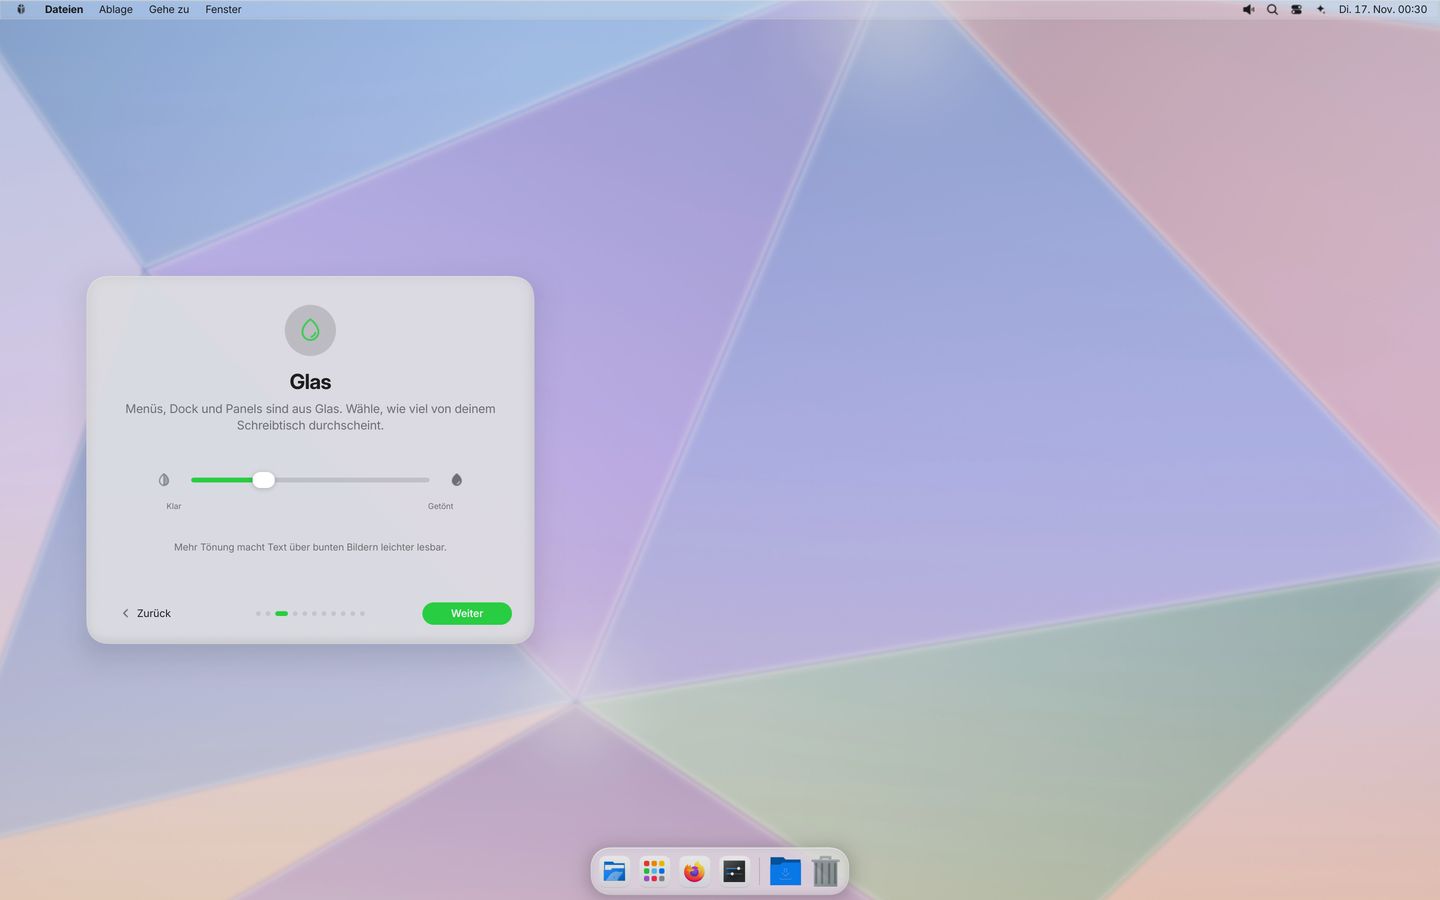 Dateien Ablage Gehe zu Fenster Di. 17. Nov. 00:30
Glas
Menüs, Dock und Panels sind aus Glas. Wähle, wie viel von deinem
Schreibtisch durchscheint.
Klar Getönt
Mehr Tönung macht Text über bunten Bildern leichter lesbar.
Zurück Weiter